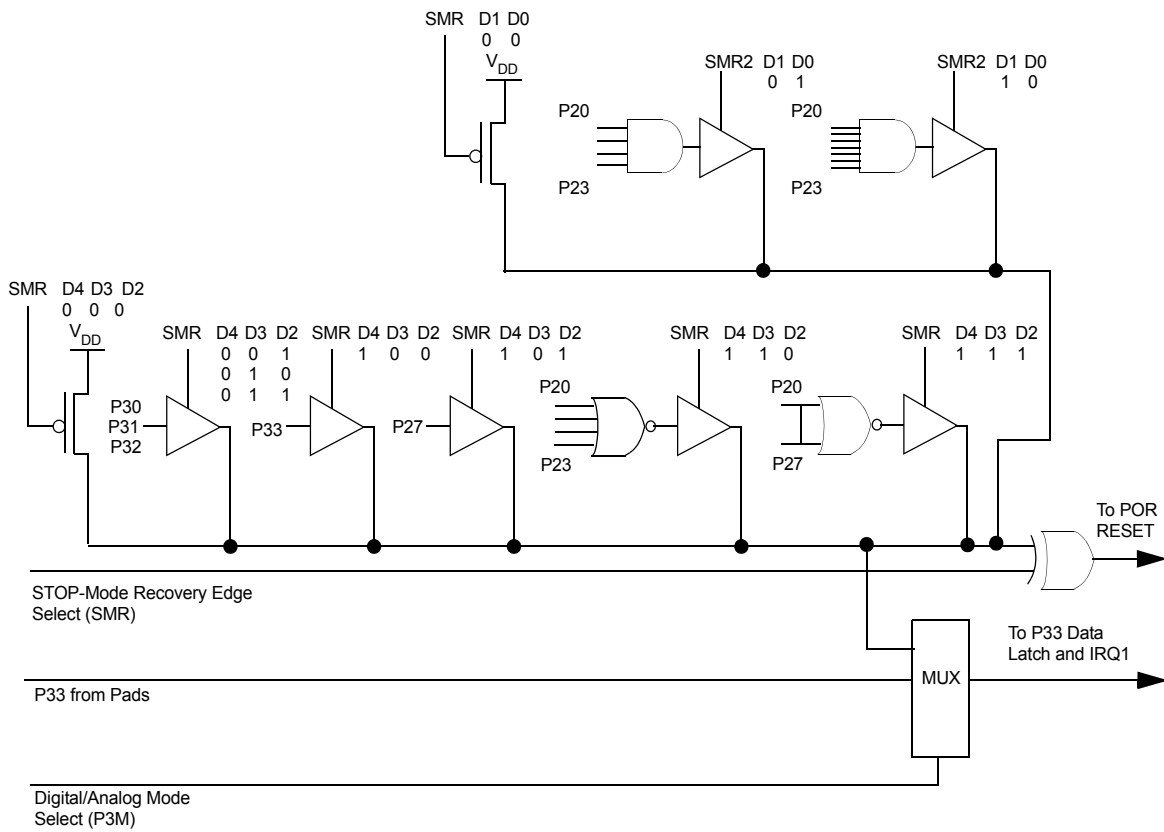 SMR D1 D0
0 0
VDD
SMR2 D1 D0
0 1
SMR2 D1 D0
1 0
P20
P23
P20
P23
SMR D4 D3 D2
0 0 0
VDD
SMR D4 D3 D2
0 0 1
0 1 0
0 1 1
SMR D4 D3 D2
1 0 0
SMR D4 D3 D2
1 0 1
SMR D4 D3 D2
1 1 0
SMR D4 D3 D2
1 1 1
P30
P31
P32
P33
P27
P20
P23
P20
P27
To POR
RESET
STOP-Mode Recovery Edge
Select (SMR)
To P33 Data
Latch and IRQ1
MUX
P33 from Pads
Digital/Analog Mode
Select (P3M)